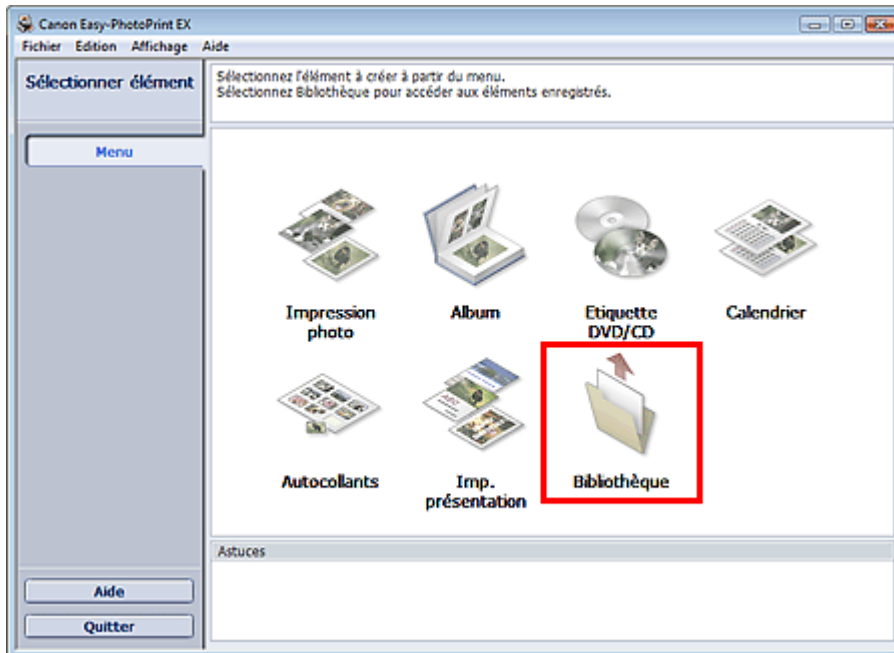 Canon Easy-PhotoPrint EX
Fichier Edition Affichage Aide
Sélectionner élément
Sélectionnez l'élément à créer à partir du menu.
Sélectionnez Bibliothèque pour accéder aux éléments enregistrés.
Menu
Impression
photo
Album
Etiquette
DVD/CD
Calendrier
Autocollants
Imp.
présentation
Bibliothèque
Astuces
Aide
Quitter